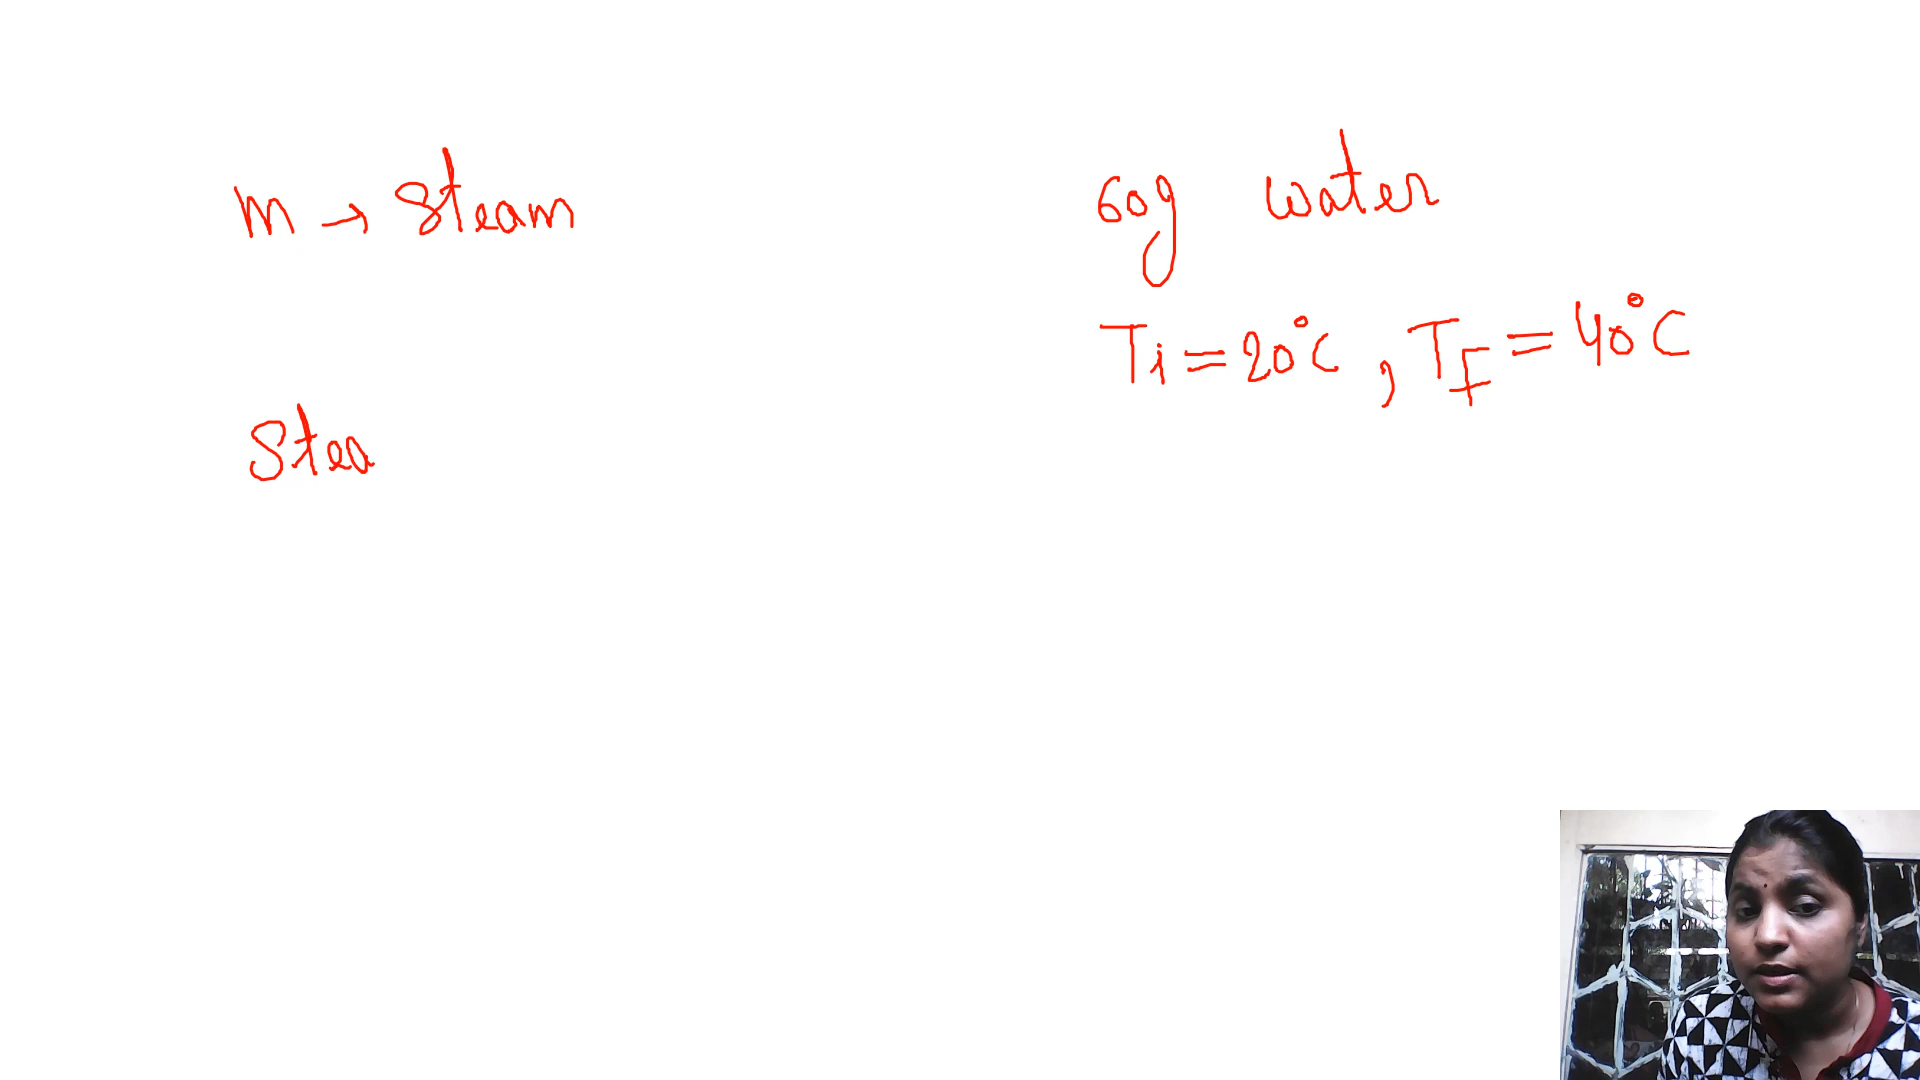 m → Steam
60g water
Ti = 20°C , TF = 40°C
Stea